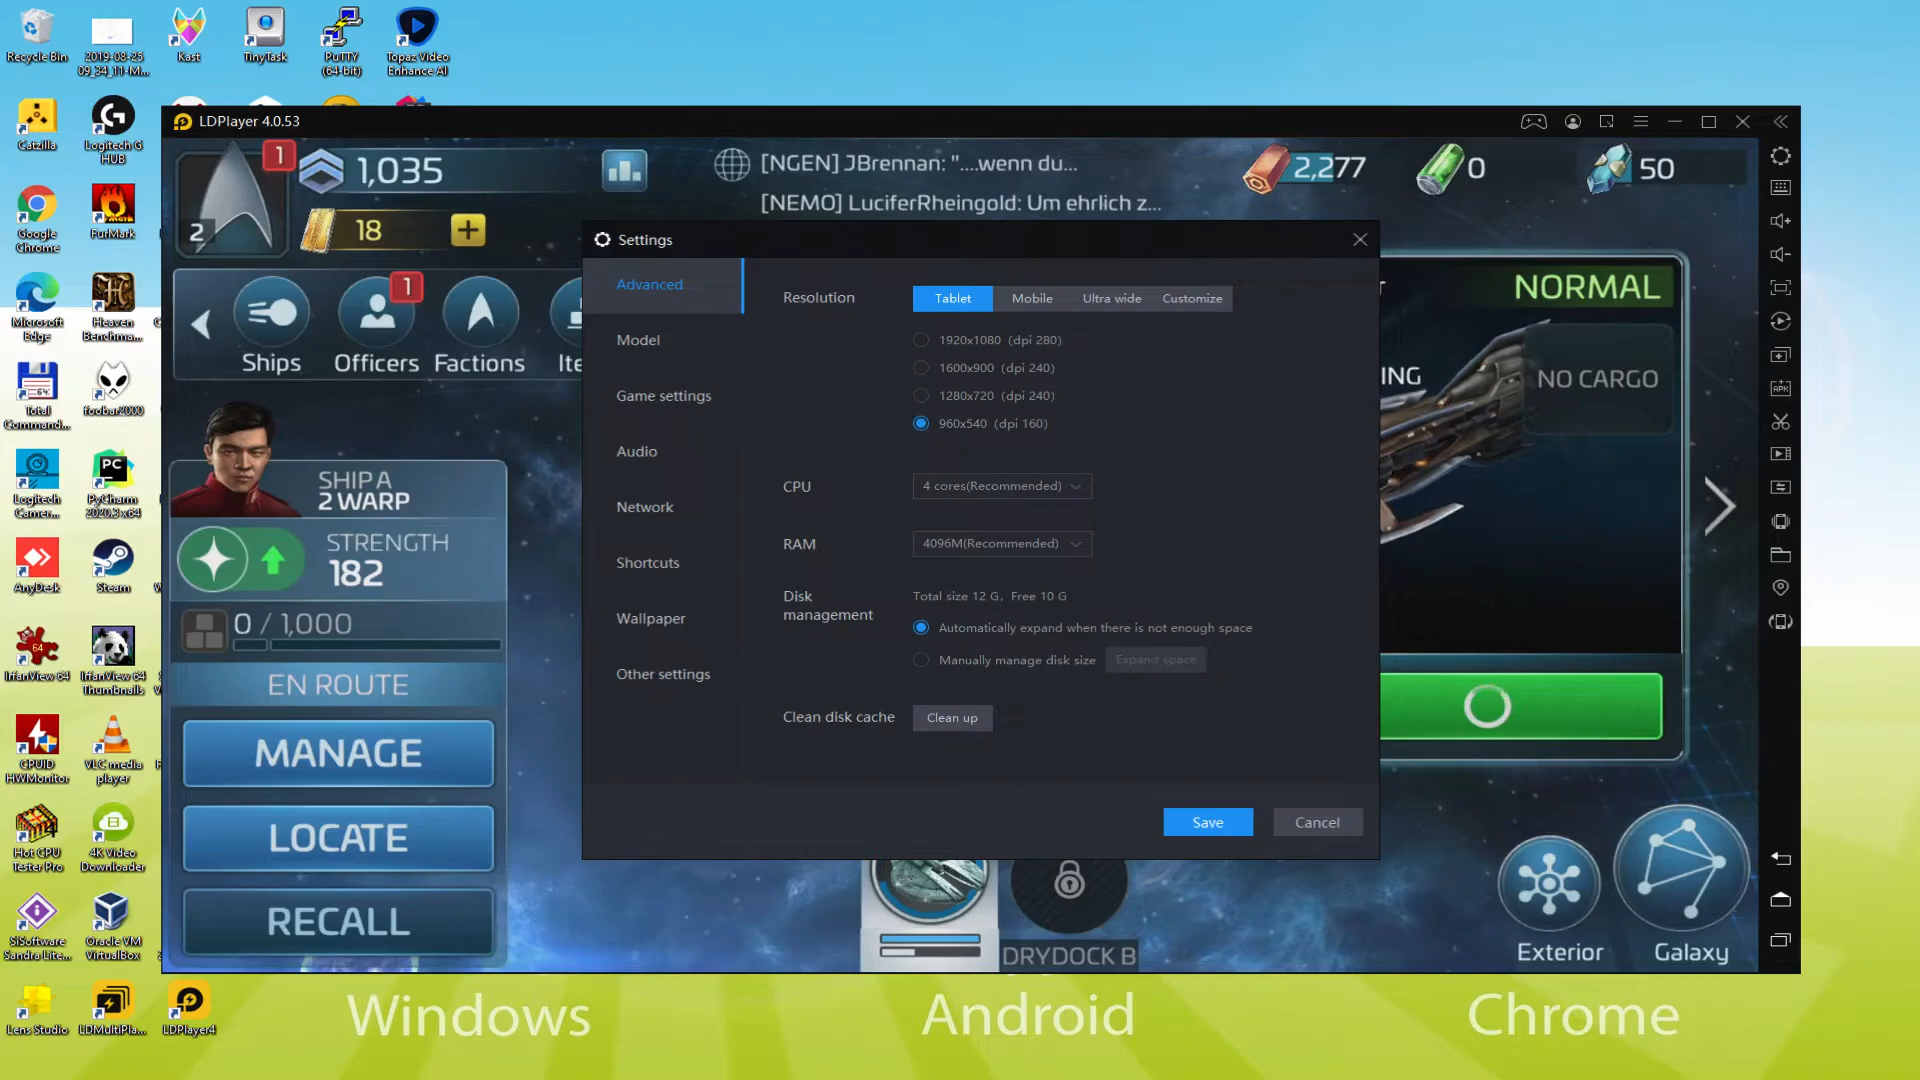 Recycle Bin
2019-08-25
09_34_11-M...
Kast
TinyTask
PuTTY
(64-bit)
Topaz Video
Enhance AI
Catzilla
Logitech G
HUB
Google
Chrome
FurMark
Microsoft
Edge
Heaven
Benchma...
Total
Comman​d...
foobar2000
Logitech
Camer...
PyCharm
2020.3 x64
AnyDesk
Steam
IrfanView 64
IrfanView 64
Thumbnails
CPUID
HWMonitor
VLC media
player
Hot CPU
Tester Pro
4K Video
Downloader
SiSoftware
Sandra Lite...
Oracle VM
VirtualBox
Lens Studio
LDMultiPla...
LDPlayer4
LDPlayer 4.0.53
1
1,035
2
18
[NGEN] JBrennan: "....wenn du...
[NEMO] LuciferRheingold: Um ehrlich z...
2,277
0
50
Ships
1
Officers
Factions
Ite
SHIP A
2 WARP
STRENGTH
182
0 / 1,000
EN ROUTE
MANAGE
LOCATE
RECALL
Settings
Advanced
Model
Game settings
Audio
Network
Shortcuts
Wallpaper
Other settings
Resolution
Tablet
Mobile
Ultra wide
Customize
1920x1080 (dpi 280)
1600x900 (dpi 240)
1280x720 (dpi 240)
960x540 (dpi 160)
CPU
4 cores(Recommended)
RAM
4096M(Recommended)
Disk
management
Total size 12 G, Free 10 G
Automatically expand when there is not enough space
Manually manage disk size
Expand space
Clean disk cache
Clean up
Save
Cancel
NORMAL
ING
NO CARGO
APK
DRYDOCK B
Exterior
Galaxy
Windows
Android
Chrome